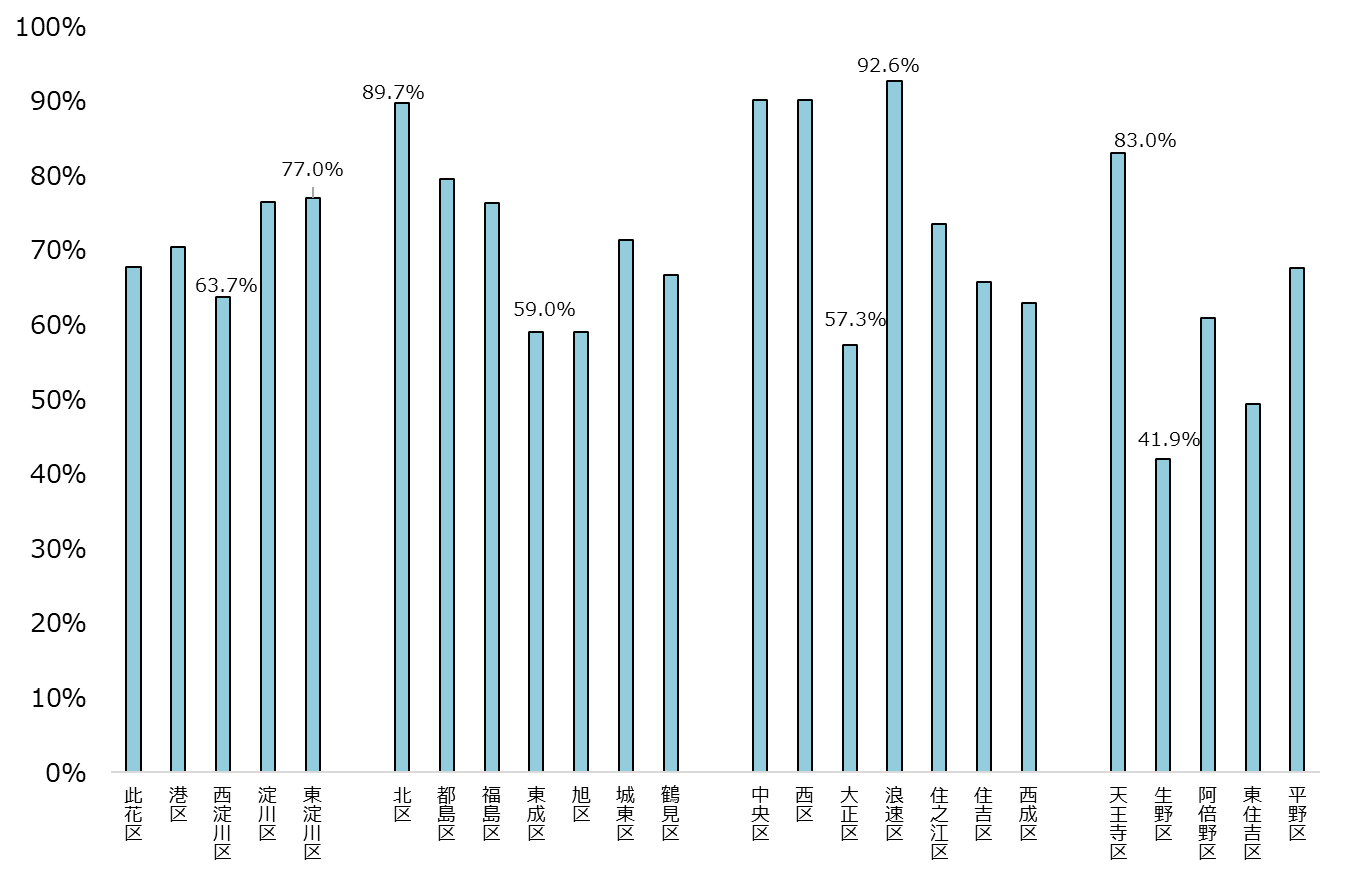 100%
90%
80%
70%
60%
50%
40%
30%
20%
10%
0%
63.7%
77.0%
89.7%
59.0%
57.3%
92.6%
83.0%
41.9%
此花区
港区
西淀川区
淀川区
東淀川区
北区
都島区
福島区
東成区
旭区
城東区
鶴見区
中央区
西区
大正区
浪速区
住之江区
住吉区
西成区
天王寺区
生野区
阿倍野区
東住吉区
平野区